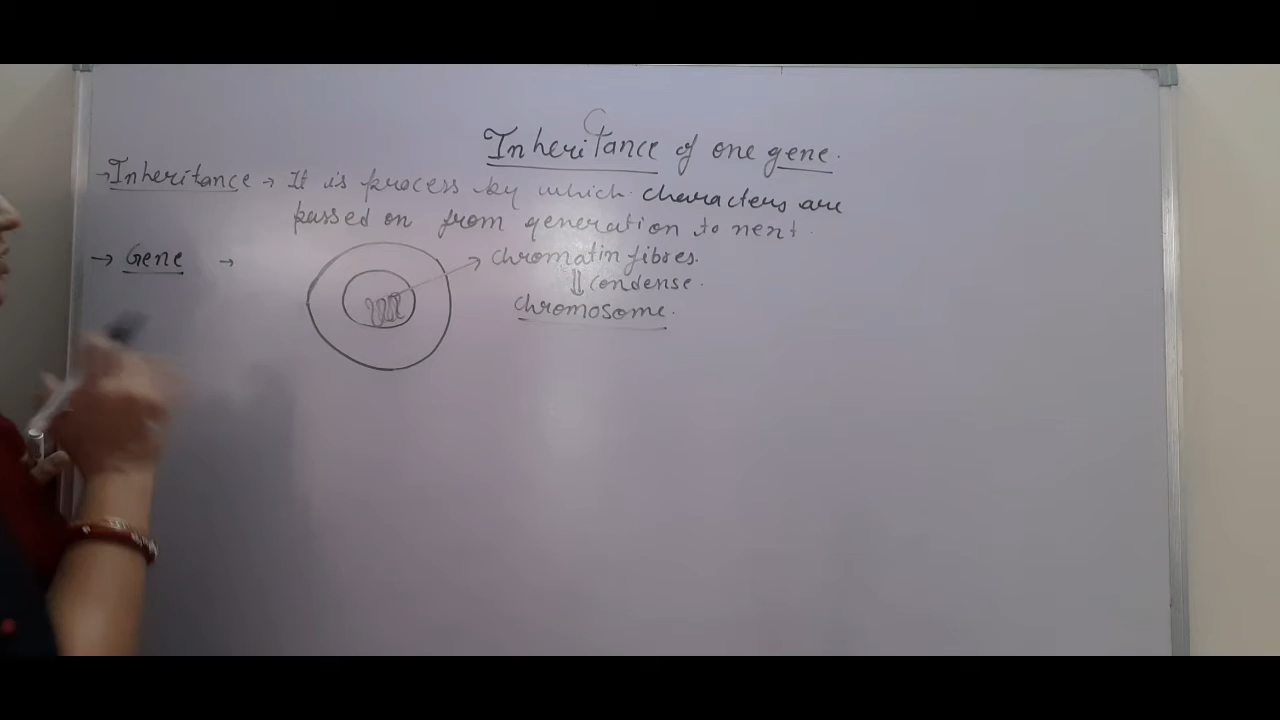 Inheritance of one gene.
→Inheritance → It is process by which characters are
passed on from generation to next.
→ Gene →
Chromatin fibres.
⇓ condense.
Chromosome.